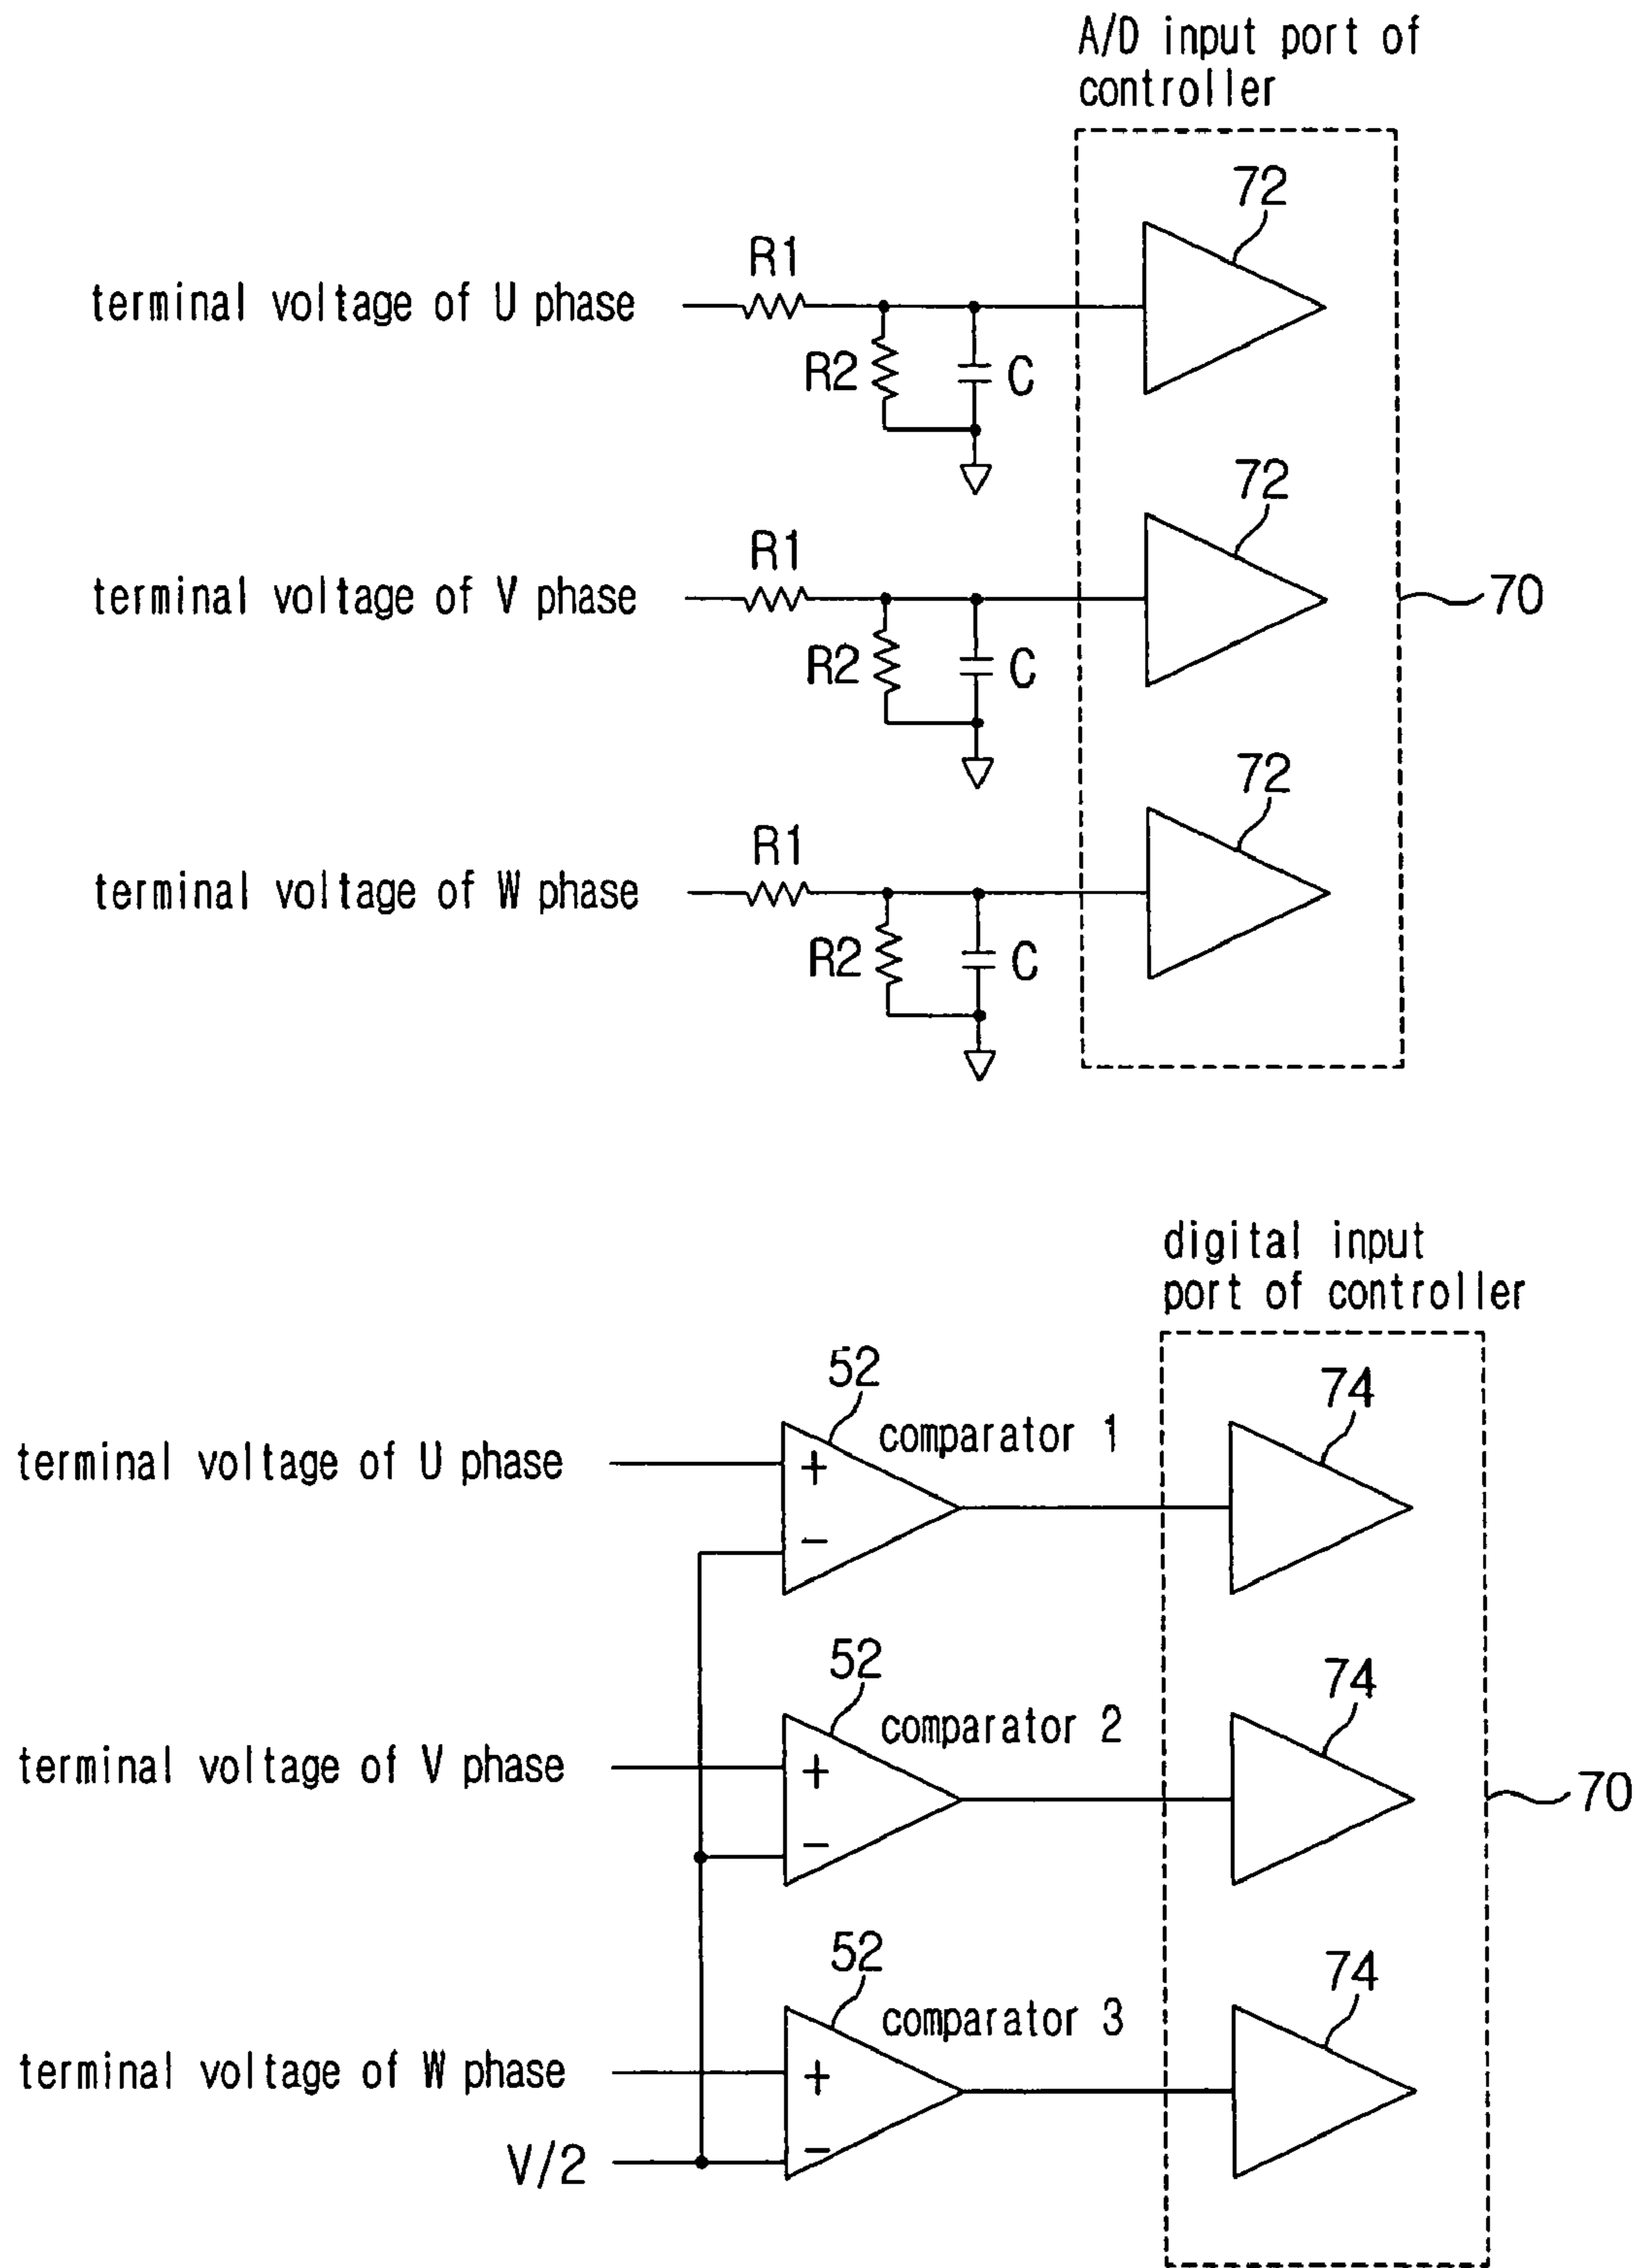 A/D input port of
controller
72
R1
terminal voltage of U phase
R2
C
72
R1
terminal voltage of V phase
70
R2
C
72
R1
terminal voltage of W phase
R2
C
digital input
port of controller
52
74
comparator 1
terminal voltage of U phase
+
−
52
74
comparator 2
terminal voltage of V phase
+
70
−
52
74
comparator 3
terminal voltage of W phase
+
−
V/2